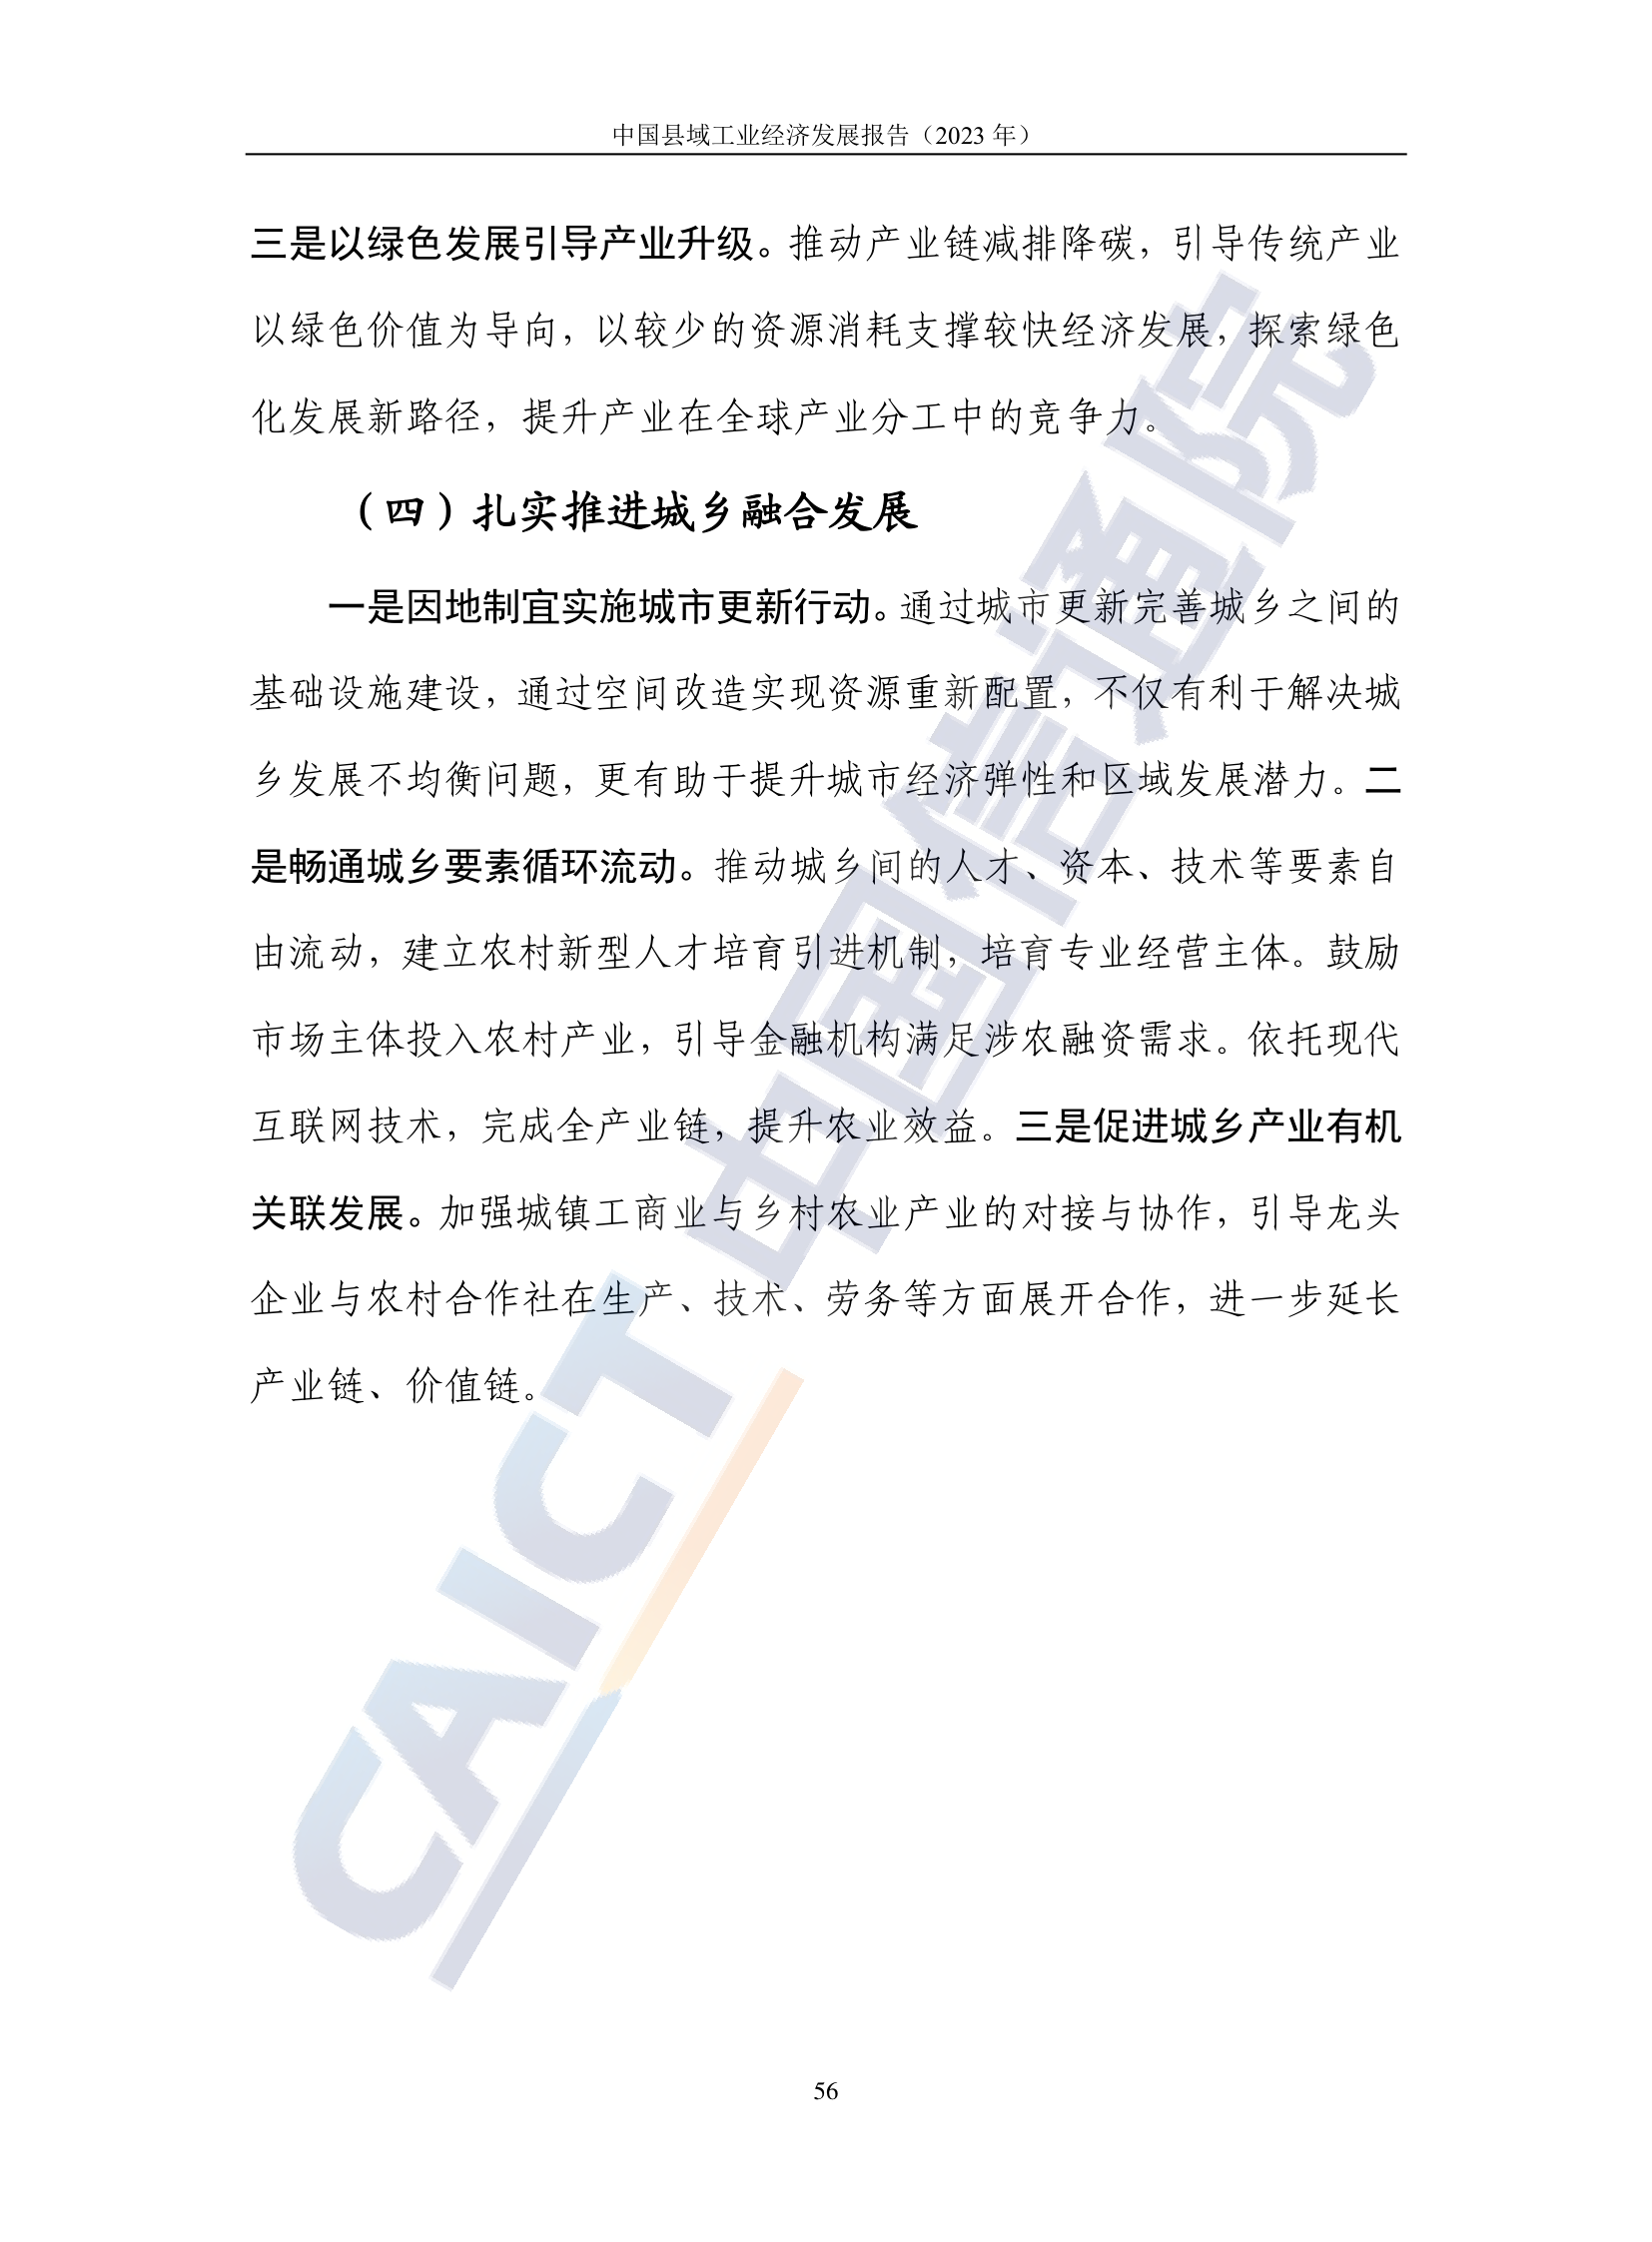 中国县域工业经济发展报告（2023 年）
三是以绿色发展引导产业升级。推动产业链减排降碳，引导传统产业
以绿色价值为导向，以较少的资源消耗支撑较快经济发展，探索绿色
化发展新路径，提升产业在全球产业分工中的竞争力。
（四）扎实推进城乡融合发展
一是因地制宜实施城市更新行动。通过城市更新完善城乡之间的
基础设施建设，通过空间改造实现资源重新配置，不仅有利于解决城
乡发展不均衡问题，更有助于提升城市经济弹性和区域发展潜力。二
是畅通城乡要素循环流动。推动城乡间的人才、资本、技术等要素自
由流动，建立农村新型人才培育引进机制，培育专业经营主体。鼓励
市场主体投入农村产业，引导金融机构满足涉农融资需求。依托现代
互联网技术，完成全产业链，提升农业效益。三是促进城乡产业有机
关联发展。加强城镇工商业与乡村农业产业的对接与协作，引导龙头
企业与农村合作社在生产、技术、劳务等方面展开合作，进一步延长
产业链、价值链。
CAICT 中国信通院
56